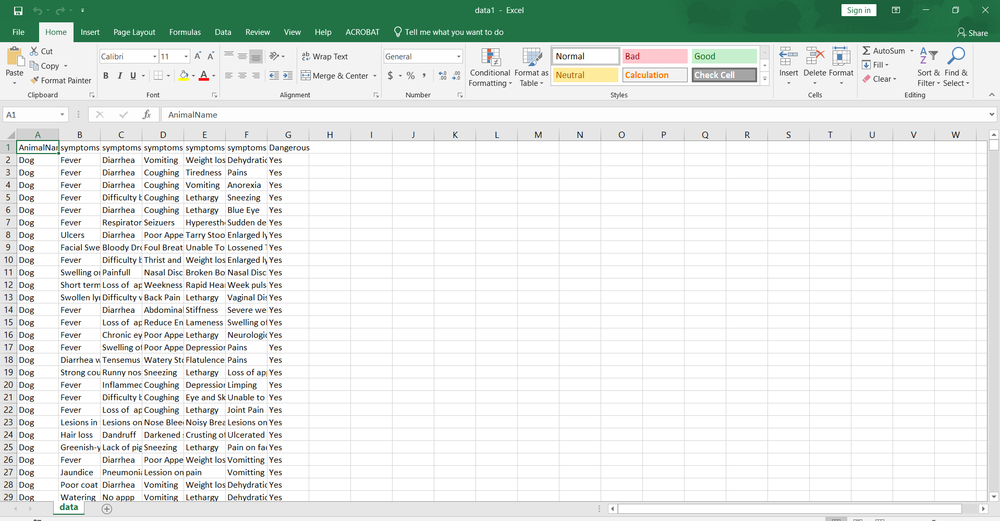 data1 - Excel
Sign in
File Home Insert Page Layout Formulas Data Review View Help ACROBAT Tell me what you want to do Share
Cut
Copy
Format Painter
Paste
Clipboard
Calibri 11
B I U A
Font
ab Wrap Text
Merge & Center
Alignment
General
$ % ,
Number
Conditional Formatting
Format as Table
Normal Bad Good
Neutral Calculation Check Cell
Styles
Insert Delete Format
Cells
AutoSum
Fill
Clear
Sort & Filter
Find & Select
Editing
A1 fx AnimalName
A B C D E F G H I J K L M N O P Q R S T U V W
1 AnimalNar symptoms symptoms symptoms symptoms symptoms Dangerous
2 Dog Fever Diarrhea Vomiting Weight los Dehydratic Yes
3 Dog Fever Diarrhea Coughing Tiredness Pains Yes
4 Dog Fever Diarrhea Coughing Vomiting Anorexia Yes
5 Dog Fever Difficulty b Coughing Lethargy Sneezing Yes
6 Dog Fever Diarrhea Coughing Lethargy Blue Eye Yes
7 Dog Fever Respirator Seizuers Hyperesth Sudden de Yes
8 Dog Ulcers Diarrhea Poor Appe Tarry Stoo Enlarged ly Yes
9 Dog Facial Swe Bloody Dro Foul Breat Unable To Lossened T Yes
10 Dog Fever Difficulty b Thrist and Weight los Enlarged ly Yes
11 Dog Swelling or Painfull Nasal Disc Broken Bo Nasal Disc Yes
12 Dog Short term Loss of ap Weekness Rapid Hear Week puls Yes
13 Dog Swollen lyr Difficulty v Back Pain Lethargy Vaginal Dis Yes
14 Dog Fever Diarrhea Abdominal Stiffness Severe we Yes
15 Dog Fever Loss of ap Reduce En Lameness Swelling of Yes
16 Dog Fever Chronic ey Poor Appe Lethargy Neurologic Yes
17 Dog Fever Swelling of Poor Appe Depression Pains Yes
18 Dog Diarrhea w Tensemus Watery Sto Flatulence Pains Yes
19 Dog Strong cou Runny nos Sneezing Lethargy Loss of ap Yes
20 Dog Fever Inflammed Coughing Depression Limping Yes
21 Dog Fever Difficulty b Coughing Eye and Sk Unable to Yes
22 Dog Fever Loss of ap Coughing Lethargy Joint Pain Yes
23 Dog Lesions in Lesions on Nose Blee Noisy Brea Lesions on Yes
24 Dog Hair loss Dandruff Darkened Crusting of Ulcerated Yes
25 Dog Greenish-y Lack of pig Sneezing Lethargy Pain on fac Yes
26 Dog Fever Diarrhea Poor Appe Weight los Vomitting Yes
27 Dog Jaundice Pneumonia Lession on pain Vomitting Yes
28 Dog Poor coat Diarrhea Vomiting Weight los Dehydratic Yes
29 Dog Watering No appp Vomiting Lethargy Dehydratic Yes
data